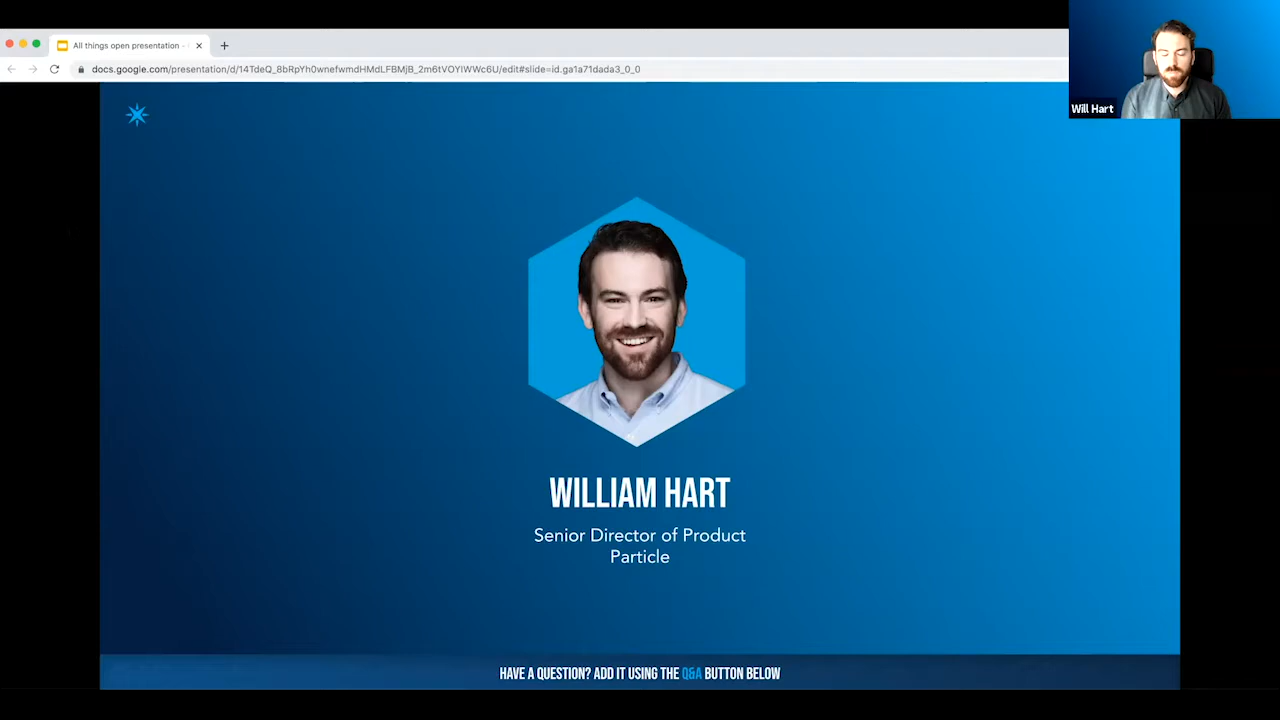 All things open presentation -
docs.google.com/presentation/d/14TdeQ_8bRpYh0wnefwmdHMdLFBMjB_2m6tVOYlWWc6U/edit#slide=id.ga1a71dada3_0_0
Will Hart
WILLIAM HART
Senior Director of Product
Particle
HAVE A QUESTION? ADD IT USING THE Q&A BUTTON BELOW